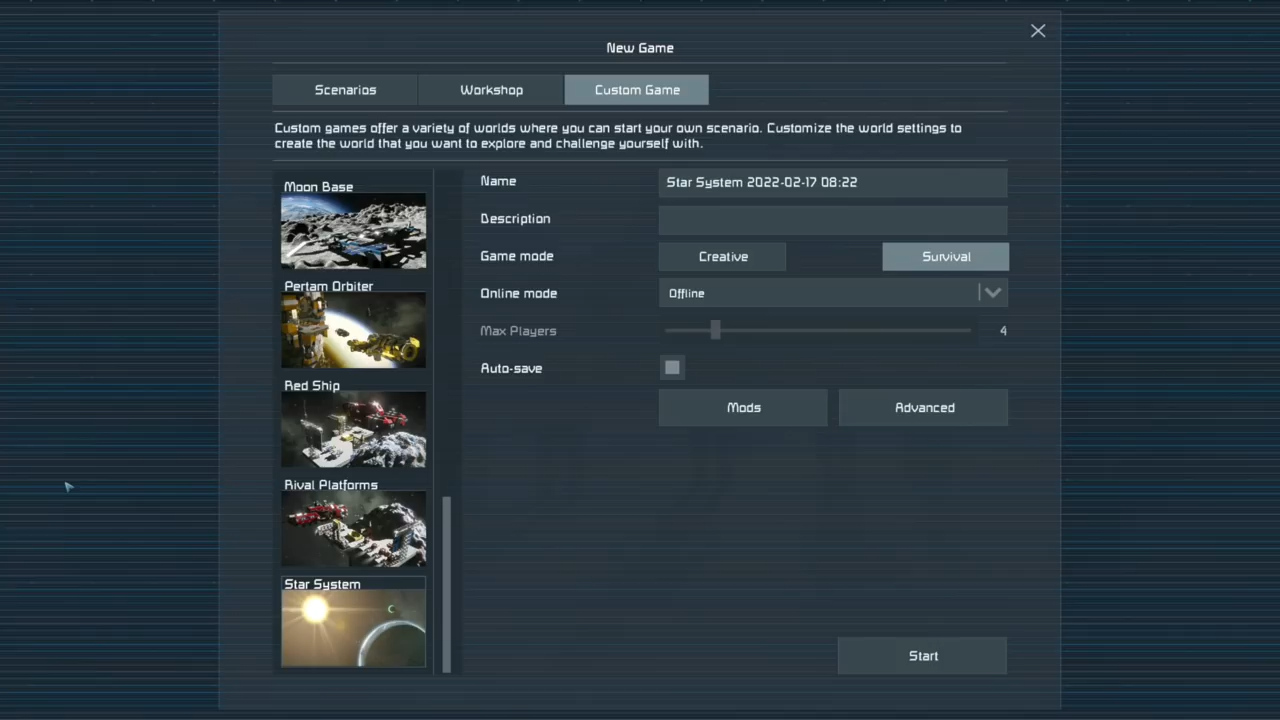 New Game
Scenarios
Workshop
Custom Game
Custom games offer a variety of worlds where you can start your own scenario. Customize the world settings to
create the world that you want to explore and challenge yourself with.
Moon Base
Pertam Orbiter
Red Ship
Rival Platforms
Star System
Name
Star System 2022-02-17 08:22
Description
Game mode
Creative
Survival
Online mode
Offline
Max Players
4
Auto-save
Mods
Advanced
Start